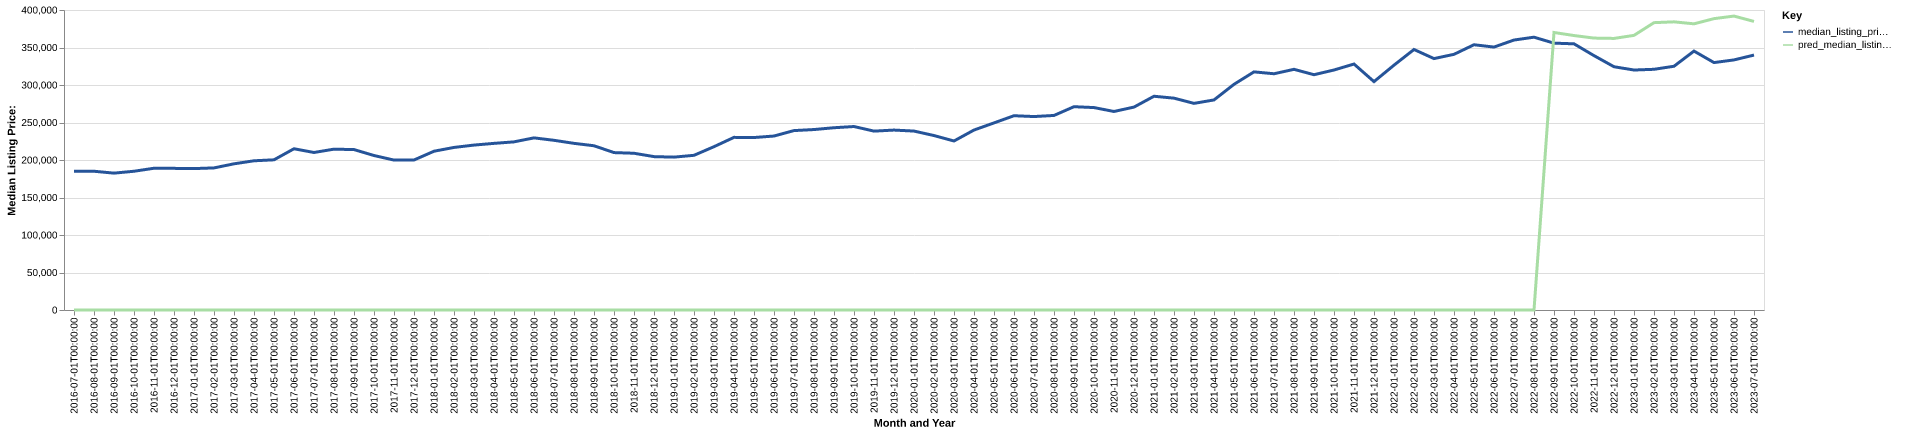 400,000
350,000
300,000
250,000
200,000
150,000
100,000
50,000
0
Median Listing Price:
2016-07-01T00:00:00
2016-08-01T00:00:00
2016-09-01T00:00:00
2016-10-01T00:00:00
2016-11-01T00:00:00
2016-12-01T00:00:00
2017-01-01T00:00:00
2017-02-01T00:00:00
2017-03-01T00:00:00
2017-04-01T00:00:00
2017-05-01T00:00:00
2017-06-01T00:00:00
2017-07-01T00:00:00
2017-08-01T00:00:00
2017-09-01T00:00:00
2017-10-01T00:00:00
2017-11-01T00:00:00
2017-12-01T00:00:00
2018-01-01T00:00:00
2018-02-01T00:00:00
2018-03-01T00:00:00
2018-04-01T00:00:00
2018-05-01T00:00:00
2018-06-01T00:00:00
2018-07-01T00:00:00
2018-08-01T00:00:00
2018-09-01T00:00:00
2018-10-01T00:00:00
2018-11-01T00:00:00
2018-12-01T00:00:00
2019-01-01T00:00:00
2019-02-01T00:00:00
2019-03-01T00:00:00
2019-04-01T00:00:00
2019-05-01T00:00:00
2019-06-01T00:00:00
2019-07-01T00:00:00
2019-08-01T00:00:00
2019-09-01T00:00:00
2019-10-01T00:00:00
2019-11-01T00:00:00
2019-12-01T00:00:00
2020-01-01T00:00:00
2020-02-01T00:00:00
2020-03-01T00:00:00
2020-04-01T00:00:00
2020-05-01T00:00:00
2020-06-01T00:00:00
2020-07-01T00:00:00
2020-08-01T00:00:00
2020-09-01T00:00:00
2020-10-01T00:00:00
2020-11-01T00:00:00
2020-12-01T00:00:00
2021-01-01T00:00:00
2021-02-01T00:00:00
2021-03-01T00:00:00
2021-04-01T00:00:00
2021-05-01T00:00:00
2021-06-01T00:00:00
2021-07-01T00:00:00
2021-08-01T00:00:00
2021-09-01T00:00:00
2021-10-01T00:00:00
2021-11-01T00:00:00
2021-12-01T00:00:00
2022-01-01T00:00:00
2022-02-01T00:00:00
2022-03-01T00:00:00
2022-04-01T00:00:00
2022-05-01T00:00:00
2022-06-01T00:00:00
2022-07-01T00:00:00
2022-08-01T00:00:00
2022-09-01T00:00:00
2022-10-01T00:00:00
2022-11-01T00:00:00
2022-12-01T00:00:00
2023-01-01T00:00:00
2023-02-01T00:00:00
2023-03-01T00:00:00
2023-04-01T00:00:00
2023-05-01T00:00:00
2023-06-01T00:00:00
2023-07-01T00:00:00
Month and Year
Key
median_listing_pri…
pred_median_listin…